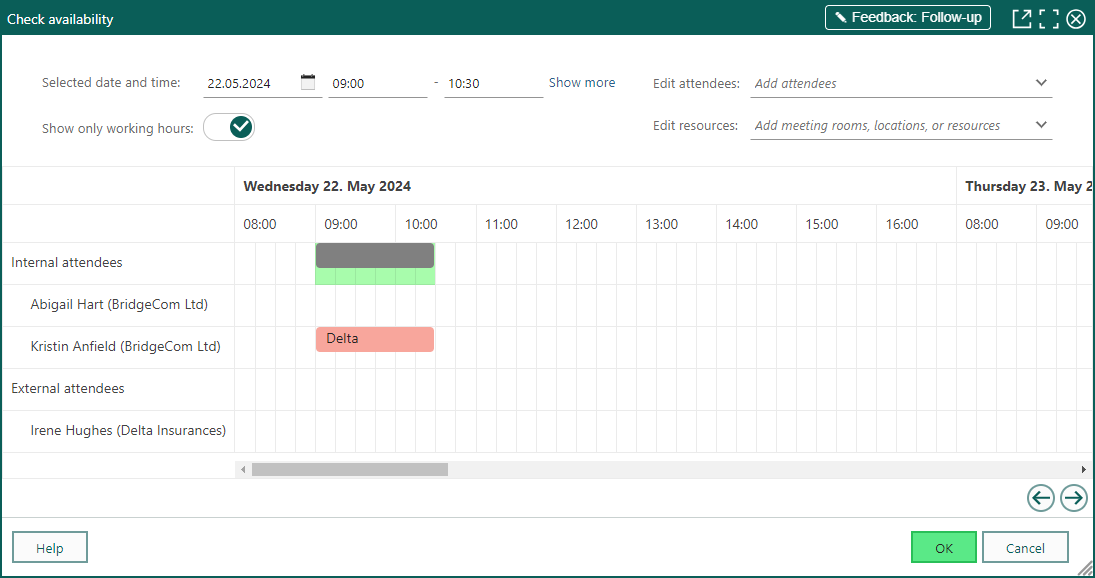 Check availability
Feedback: Follow-up
Selected date and time: 22.05.2024 09:00 - 10:30 Show more
Edit attendees: Add attendees
Show only working hours:
Edit resources: Add meeting rooms, locations, or resources
Wednesday 22. May 2024 Thursday 23. May 2
08:00 09:00 10:00 11:00 12:00 13:00 14:00 15:00 16:00 08:00 09:00
Internal attendees
Abigail Hart (BridgeCom Ltd)
Kristin Anfield (BridgeCom Ltd) Delta
External attendees
Irene Hughes (Delta Insurances)
Help OK Cancel